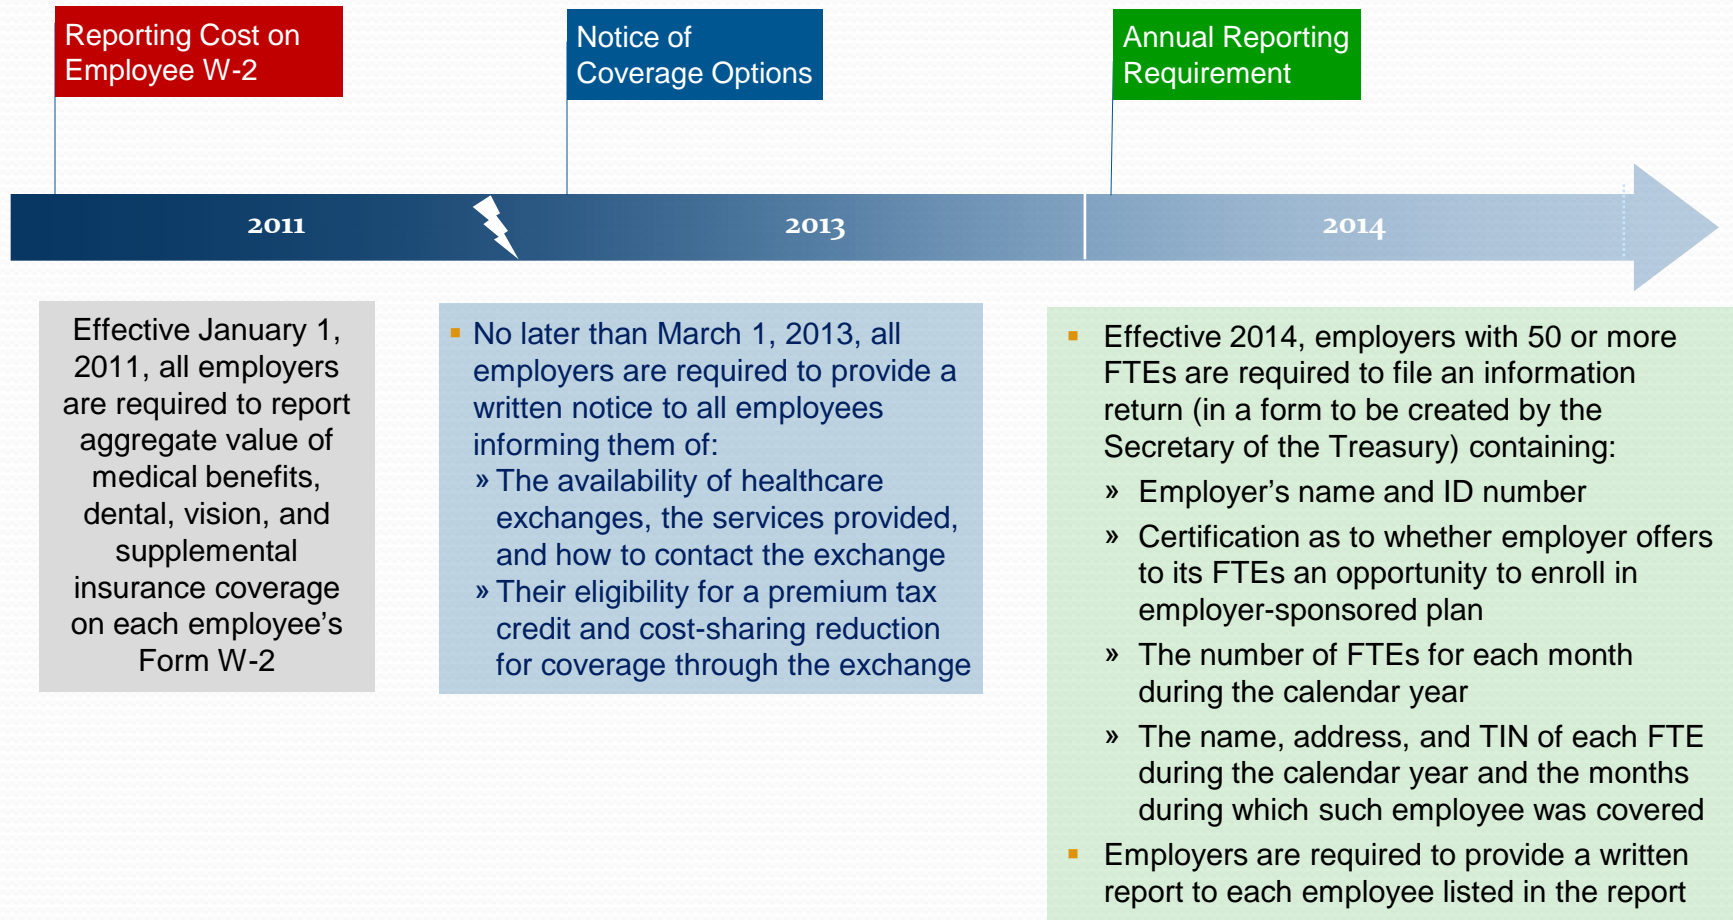 Reporting Cost on
Employee W-2
Notice of
Coverage Options
Annual Reporting
Requirement
2011
2013
2014
Effective January 1,
2011, all employers
are required to report
aggregate value of
medical benefits,
dental, vision, and
supplemental
insurance coverage
on each employee’s
Form W-2
▪ No later than March 1, 2013, all
employers are required to provide a
written notice to all employees
informing them of:
» The availability of healthcare
exchanges, the services provided,
and how to contact the exchange
» Their eligibility for a premium tax
credit and cost-sharing reduction
for coverage through the exchange
▪ Effective 2014, employers with 50 or more
FTEs are required to file an information
return (in a form to be created by the
Secretary of the Treasury) containing:
» Employer’s name and ID number
» Certification as to whether employer offers
to its FTEs an opportunity to enroll in
employer-sponsored plan
» The number of FTEs for each month
during the calendar year
» The name, address, and TIN of each FTE
during the calendar year and the months
during which such employee was covered
▪ Employers are required to provide a written
report to each employee listed in the report